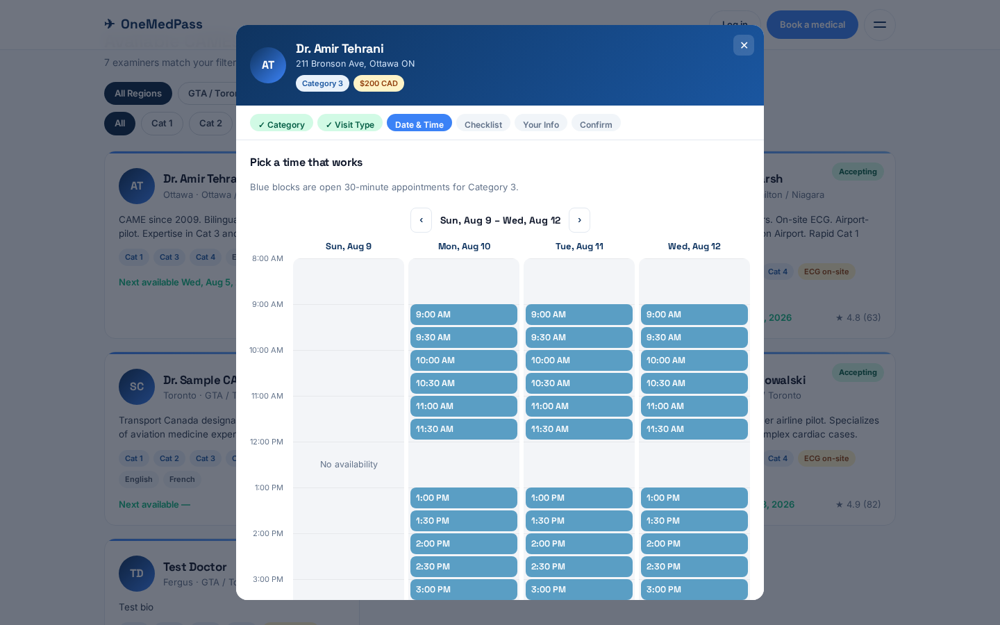 ✈ OneMedPass
Log in
Book a medical
7 examiners match your filter
All Regions
GTA / Toron
All
Cat 1
Cat 2
Dr. Amir Tehrani
211 Bronson Ave, Ottawa ON
AT
Category 3
$200 CAD
✕
✓ Category
✓ Visit Type
Date & Time
Checklist
Your Info
Confirm
Pick a time that works
Blue blocks are open 30-minute appointments for Category 3.
‹
Sun, Aug 9 – Wed, Aug 12
›
Sun, Aug 9
Mon, Aug 10
Tue, Aug 11
Wed, Aug 12
8:00 AM
9:00 AM
10:00 AM
11:00 AM
12:00 PM
1:00 PM
2:00 PM
3:00 PM
No availability
9:00 AM
9:30 AM
10:00 AM
10:30 AM
11:00 AM
11:30 AM
1:00 PM
1:30 PM
2:00 PM
2:30 PM
3:00 PM
9:00 AM
9:30 AM
10:00 AM
10:30 AM
11:00 AM
11:30 AM
1:00 PM
1:30 PM
2:00 PM
2:30 PM
3:00 PM
9:00 AM
9:30 AM
10:00 AM
10:30 AM
11:00 AM
11:30 AM
1:00 PM
1:30 PM
2:00 PM
2:30 PM
3:00 PM
AT
Dr. Amir Tehra
Ottawa · Ottawa /
CAME since 2009. Bilingua
pilot. Expertise in Cat 3 and
Cat 1
Cat 3
Cat 4
Next available Wed, Aug 5,
arsh
Accepting
ilton / Niagara
rs. On-site ECG. Airport-
on Airport. Rapid Cat 1
Cat 4
ECG on-site
, 2026
★ 4.8 (63)
SC
Dr. Sample CA
Toronto · GTA / T
Transport Canada designa
of aviation medicine exper
Cat 1
Cat 2
Cat 3
English
French
Next available —
owalski
Accepting
/ Toronto
er airline pilot. Specializes
mplex cardiac cases.
Cat 4
ECG on-site
, 2026
★ 4.9 (82)
TD
Test Doctor
Fergus · GTA / To
Test bio